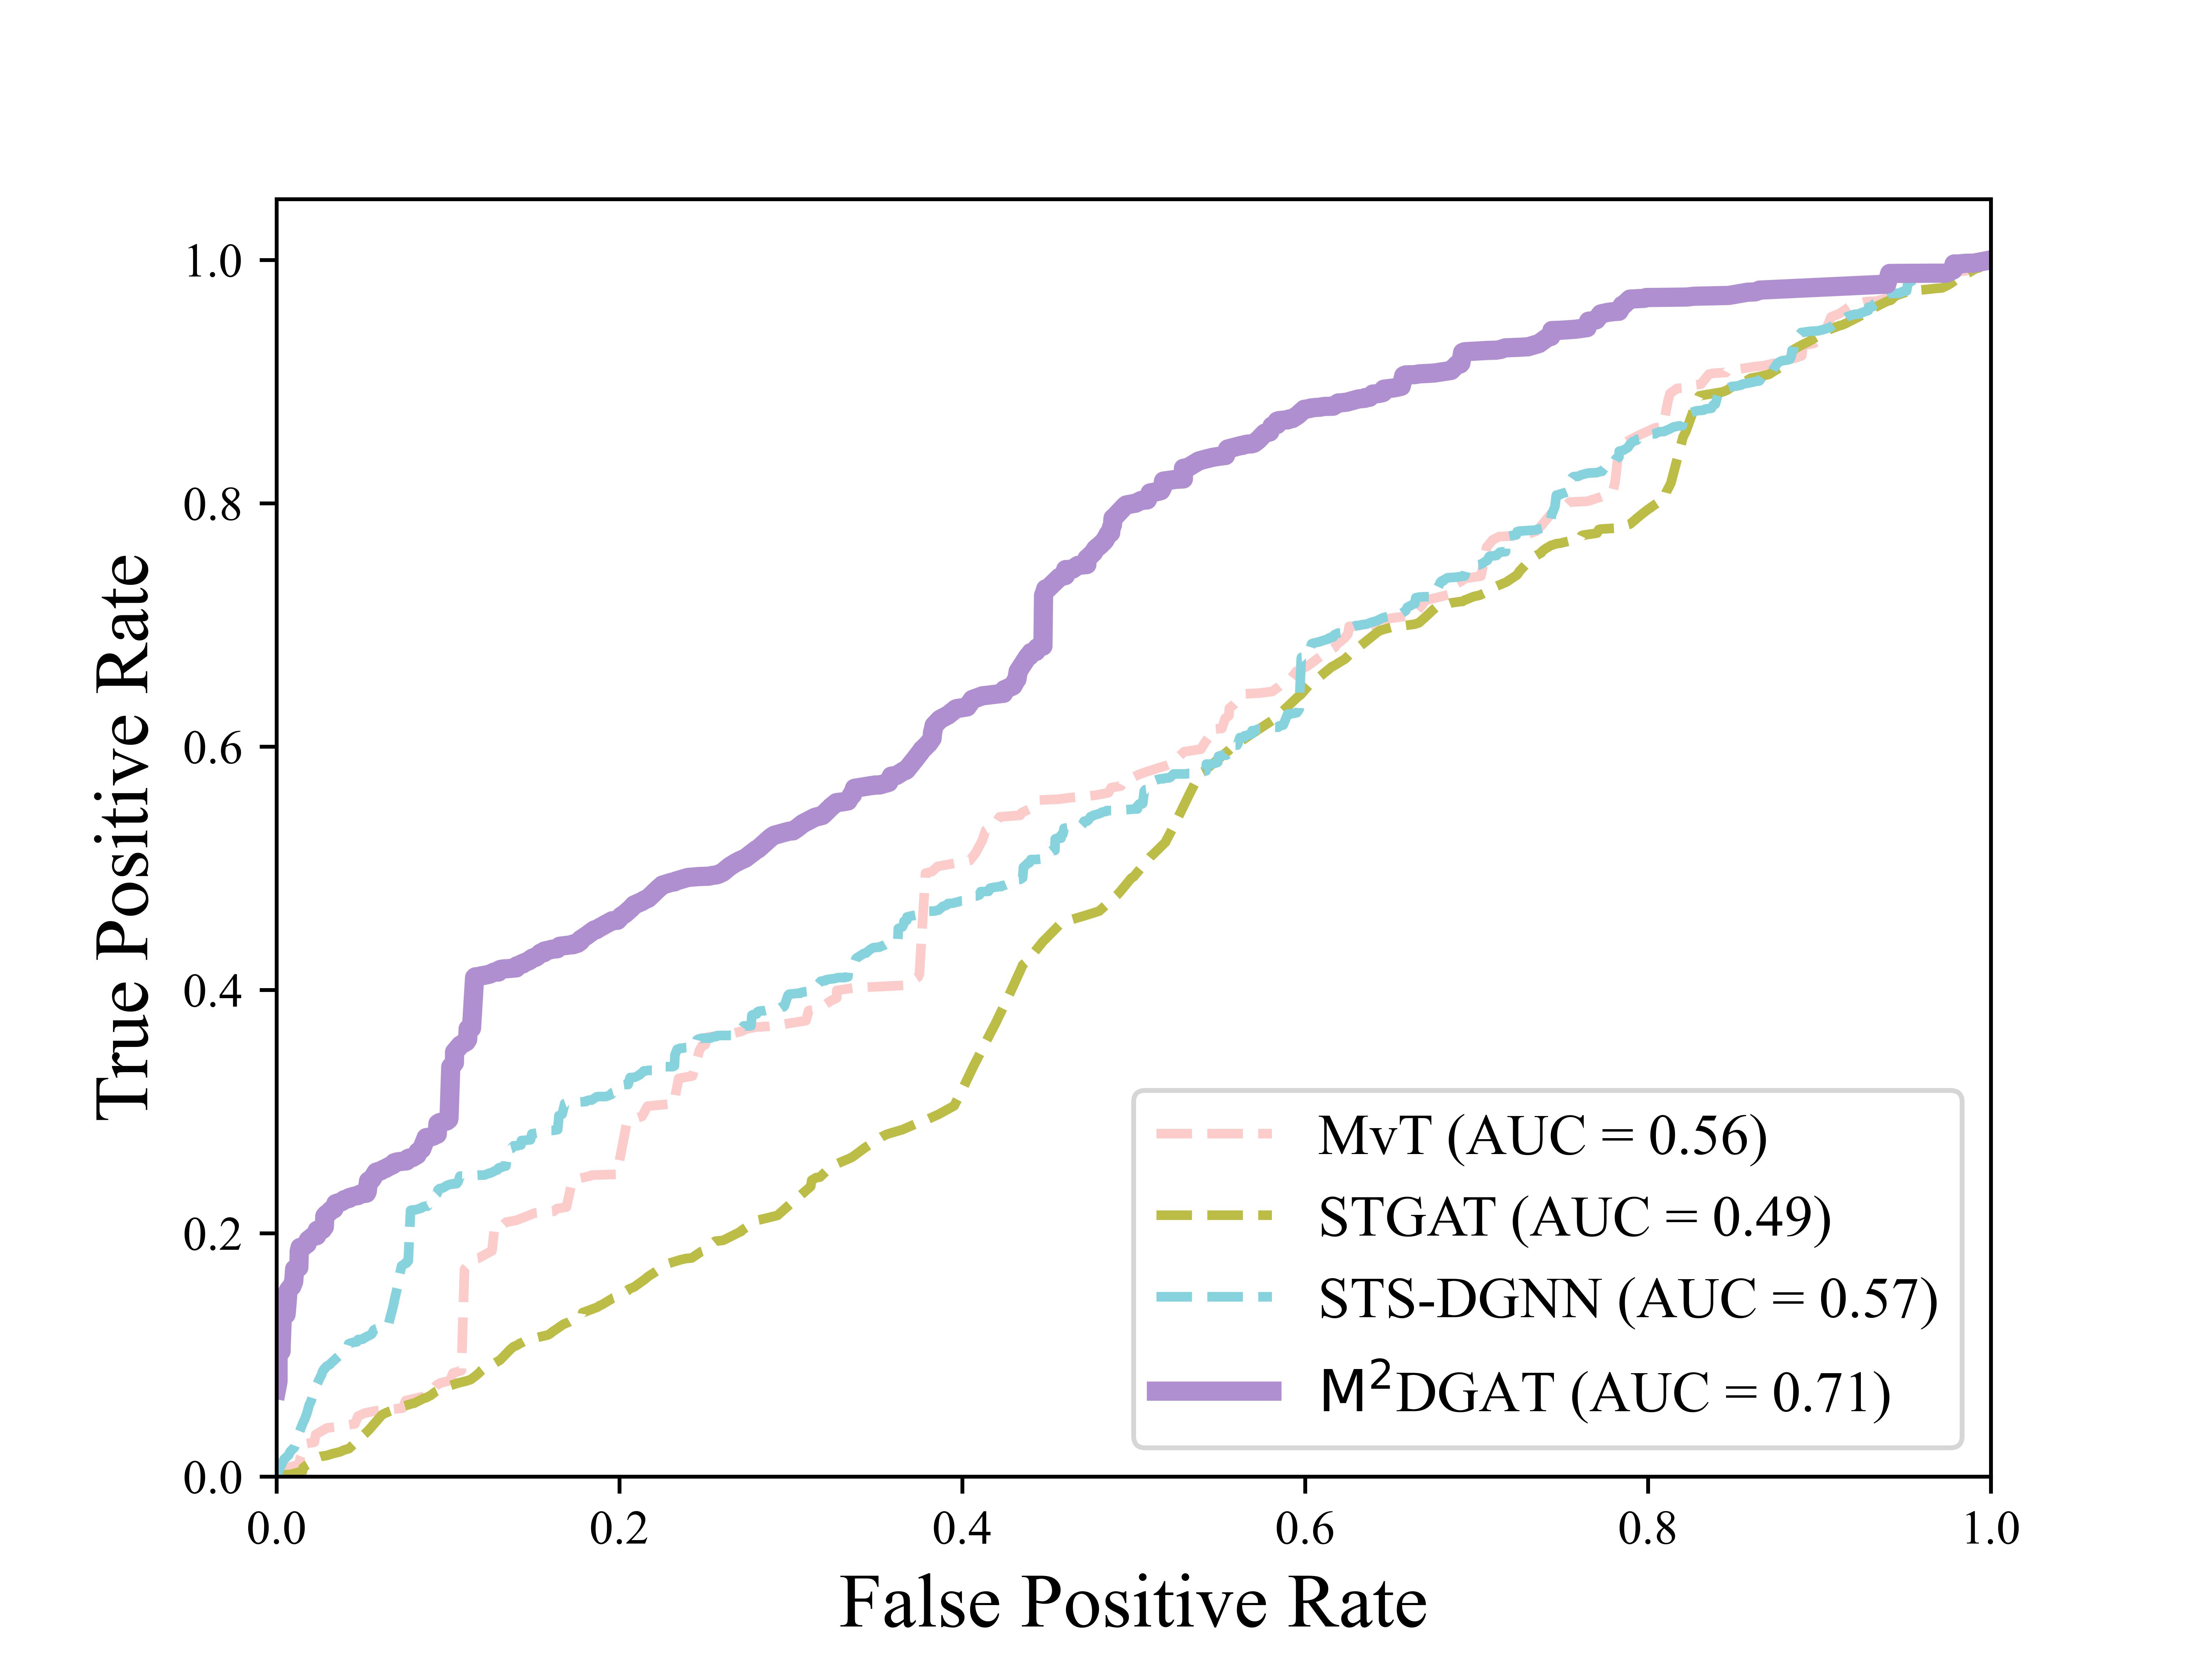 True Positive Rate
1.0
0.8
0.6
0.4
0.2
0.0
MvT (AUC = 0.56)
STGAT (AUC = 0.49)
STS-DGNN (AUC = 0.57)
M²DGAT (AUC = 0.71)
0.0 0.2 0.4 0.6 0.8 1.0
False Positive Rate